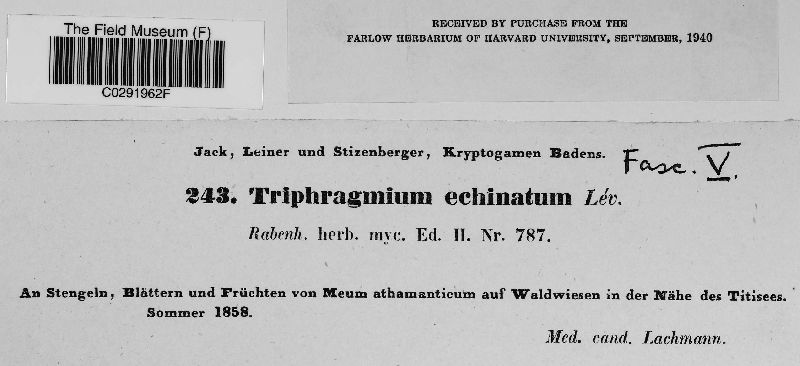 The Field Museum (F)
C0291962F
RECEIVED BY PURCHASE FROM THE
FARLOW HERBARIUM OF HARVARD UNIVERSITY, SEPTEMBER, 1940
Jack, Leiner und Stizenberger, Kryptogamen Badens. Fasc. V.
243. Triphragmium echinatum Lév.
Rabenh. herb. myc. Ed. II. Nr. 787.
An Stengeln, Blättern und Früchten von Meum athamanticum auf Waldwiesen in der Nähe des Titisees.
Sommer 1858.
Med. cand. Lachmann.